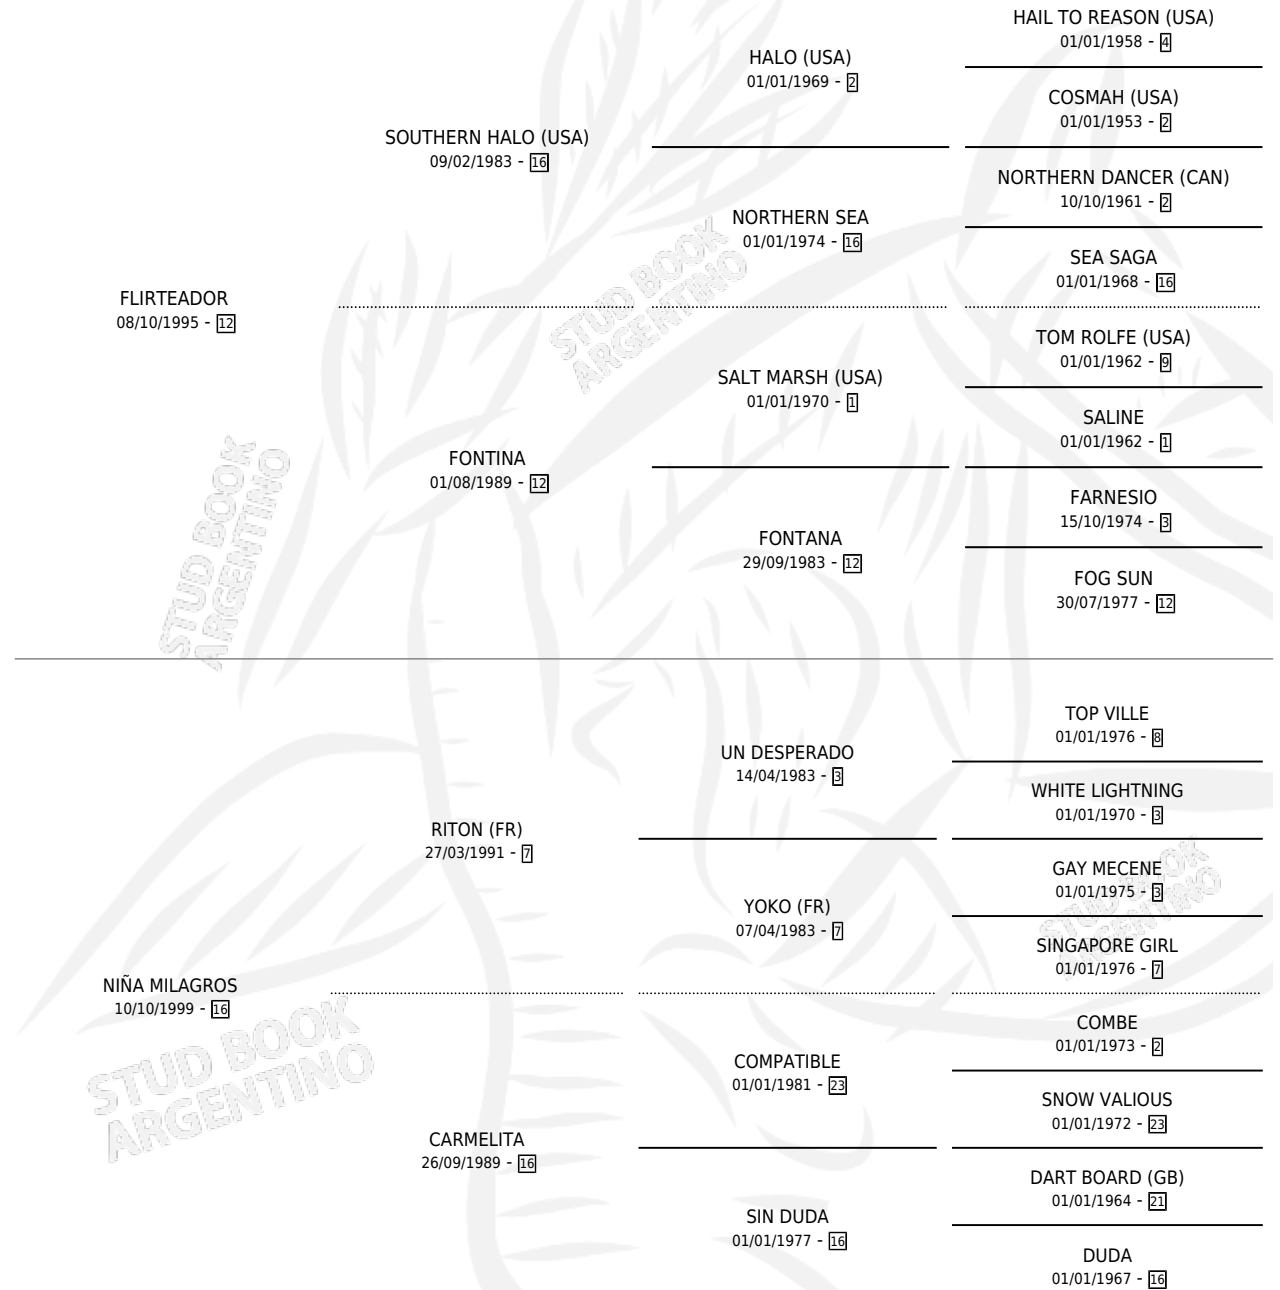 HAIL TO REASON (USA)
01/01/1958 - 4
HALO (USA)
01/01/1969 - 2
COSMAH (USA)
01/01/1953 - 2
SOUTHERN HALO (USA)
09/02/1983 - 16
NORTHERN DANCER (CAN)
10/10/1961 - 2
NORTHERN SEA
01/01/1974 - 16
SEA SAGA
01/01/1968 - 16
FLIRTEADOR
08/10/1995 - 12
STUD BOOK
ARGENTINO
TOM ROLFE (USA)
01/01/1962 - 9
SALT MARSH (USA)
01/01/1970 - 1
SALINE
01/01/1962 - 1
FONTINA
01/08/1989 - 12
FARNESIO
15/10/1974 - 3
FONTANA
29/09/1983 - 12
FOG SUN
30/07/1977 - 12
STUD BOOK
ARGENTINO
TOP VILLE
01/01/1976 - 8
UN DESPERADO
14/04/1983 - 3
WHITE LIGHTNING
01/01/1970 - 3
RITON (FR)
27/03/1991 - 7
GAY MECENE
01/01/1975 - 3
YOKO (FR)
07/04/1983 - 7
STUD BOOK
ARGENTINO
SINGAPORE GIRL
01/01/1976 - 7
NIÑA MILAGROS
10/10/1999 - 16
STUD BOOK
ARGENTINO
COMBE
01/01/1973 - 2
COMPATIBLE
01/01/1981 - 23
SNOW VALIOUS
01/01/1972 - 23
CARMELITA
26/09/1989 - 16
DART BOARD (GB)
01/01/1964 - 21
SIN DUDA
01/01/1977 - 16
DUDA
01/01/1967 - 16